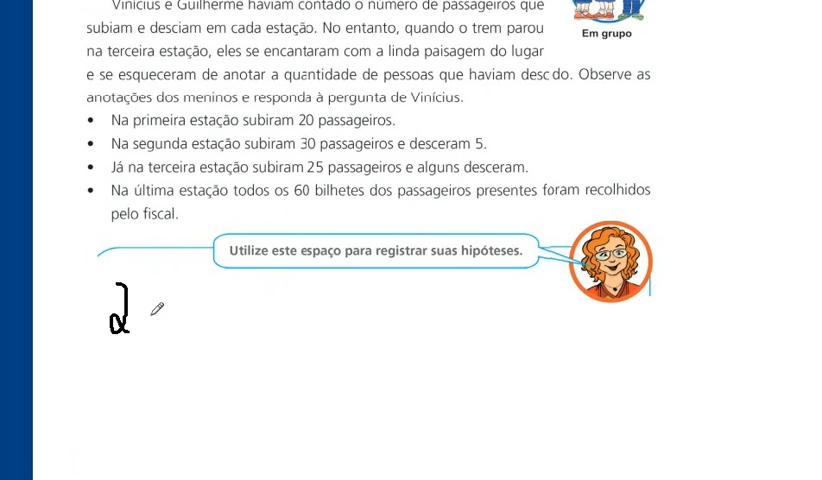 Vinícius e Guilherme haviam contado o número de passageiros que
Em grupo
subiam e desciam em cada estação. No entanto, quando o trem parou
na terceira estação, eles se encantaram com a linda paisagem do lugar
e se esqueceram de anotar a quantidade de pessoas que haviam desc do. Observe as
anotações dos meninos e responda à pergunta de Vinícius.
• Na primeira estação subiram 20 passageiros.
• Na segunda estação subiram 30 passageiros e desceram 5.
• Já na terceira estação subiram 25 passageiros e alguns desceram.
• Na última estação todos os 60 bilhetes dos passageiros presentes foram recolhidos
pelo fiscal.
Utilize este espaço para registrar suas hipóteses.